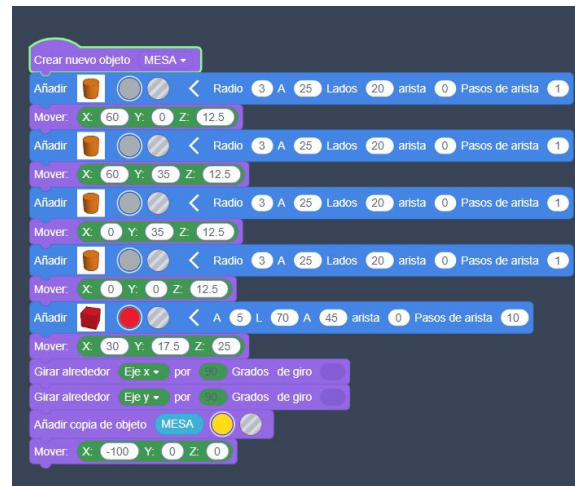 Crear nuevo objeto MESA
Añadir Radio 3 A 25 Lados 20 arista 0 Pasos de arista 1
Mover: X: 60 Y: 0 Z: 12.5
Añadir Radio 3 A 25 Lados 20 arista 0 Pasos de arista 1
Mover: X: 60 Y: 35 Z: 12.5
Añadir Radio 3 A 25 Lados 20 arista 0 Pasos de arista 1
Mover: X: 0 Y: 35 Z: 12.5
Añadir Radio 3 A 25 Lados 20 arista 0 Pasos de arista 1
Mover: X: 0 Y: 0 Z: 12.5
Añadir A 5 L 70 A 45 arista 0 Pasos de arista 10
Mover: X: 30 Y: 17.5 Z: 25
Girar alrededor Eje x por 90 Grados de giro
Girar alrededor Eje y por 90 Grados de giro
Añadir copia de objeto MESA
Mover: X: -100 Y: 0 Z: 0